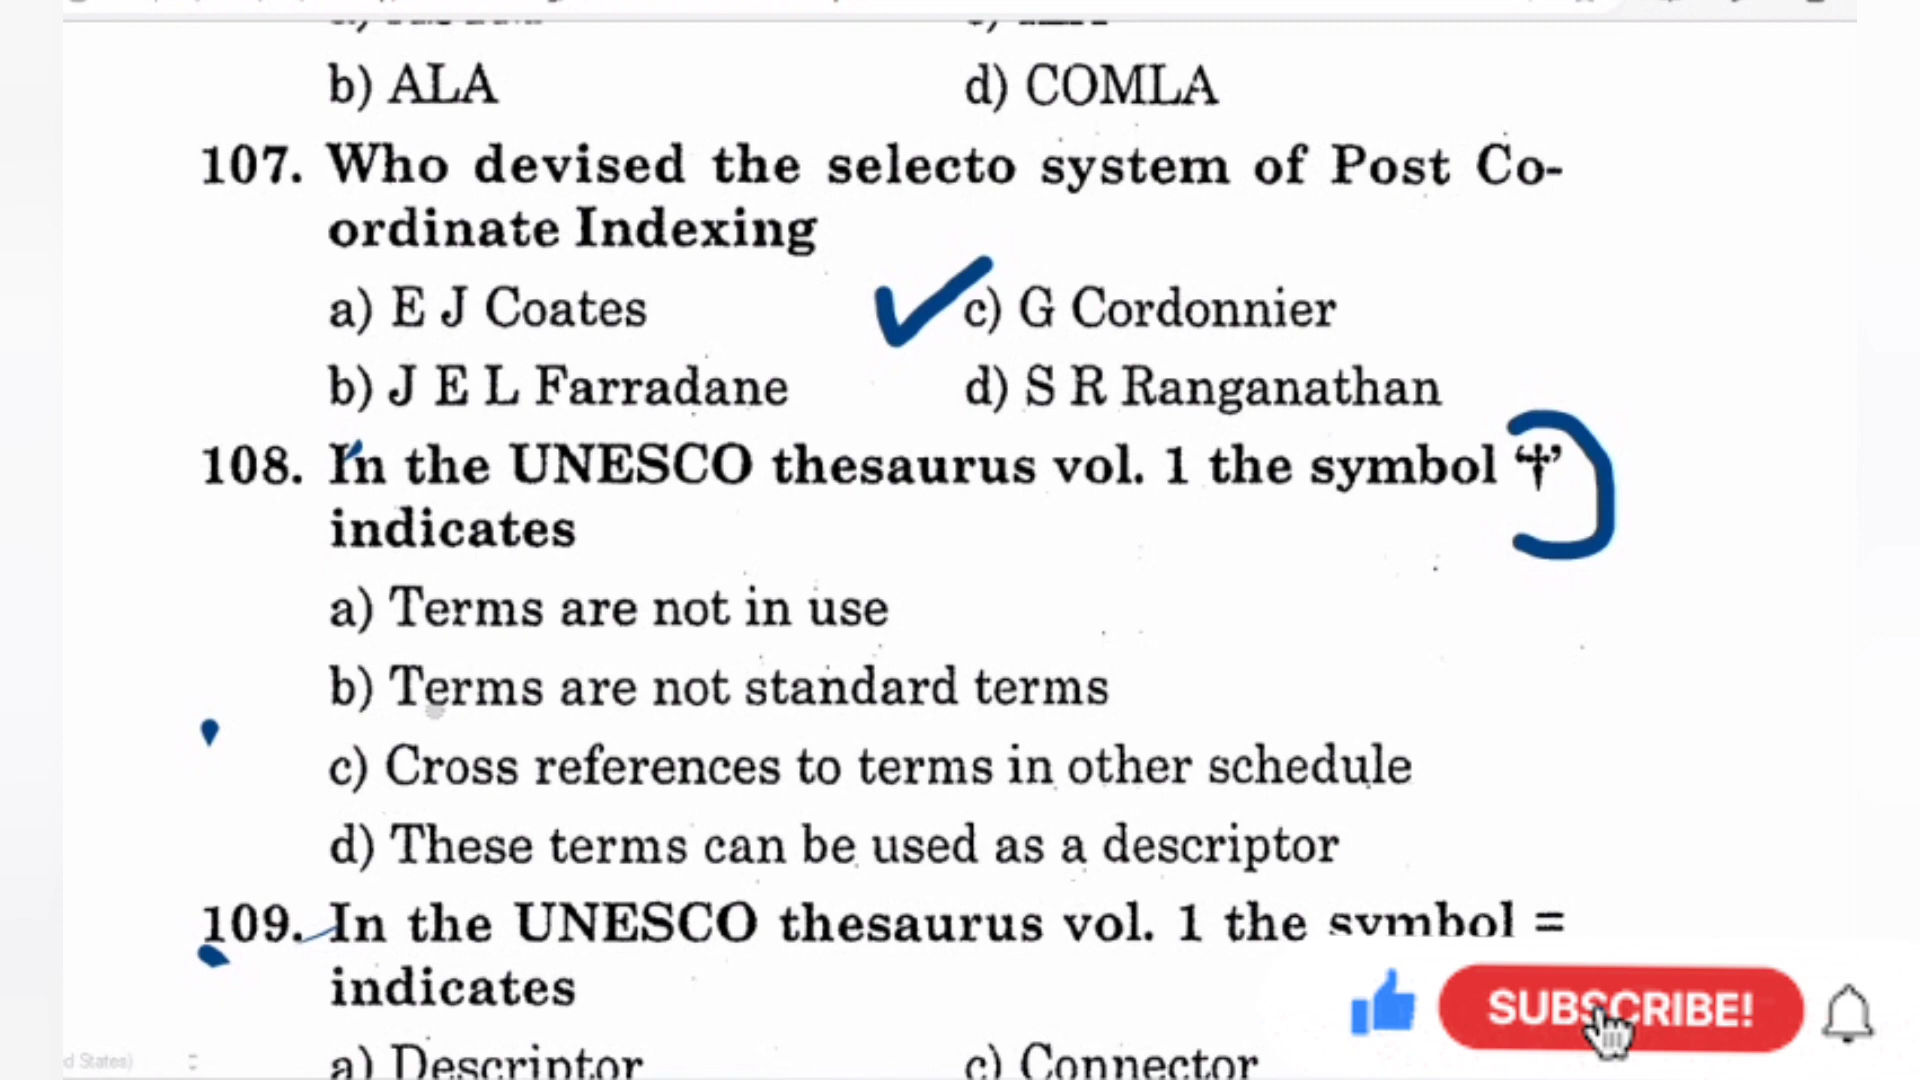 b) ALA
d) COMLA
107. Who devised the selecto system of Post Co-
ordinate Indexing
a) E J Coates
c) G Cordonnier
b) J E L Farradane
d) S R Ranganathan
108. In the UNESCO thesaurus vol. 1 the symbol ‘†’
indicates
a) Terms are not in use
b) Terms are not standard terms
c) Cross references to terms in other schedule
d) These terms can be used as a descriptor
109. In the UNESCO thesaurus vol. 1 the symbol =
indicates
SUBSCRIBE!
d States)
a) Descriptor
c) Connector